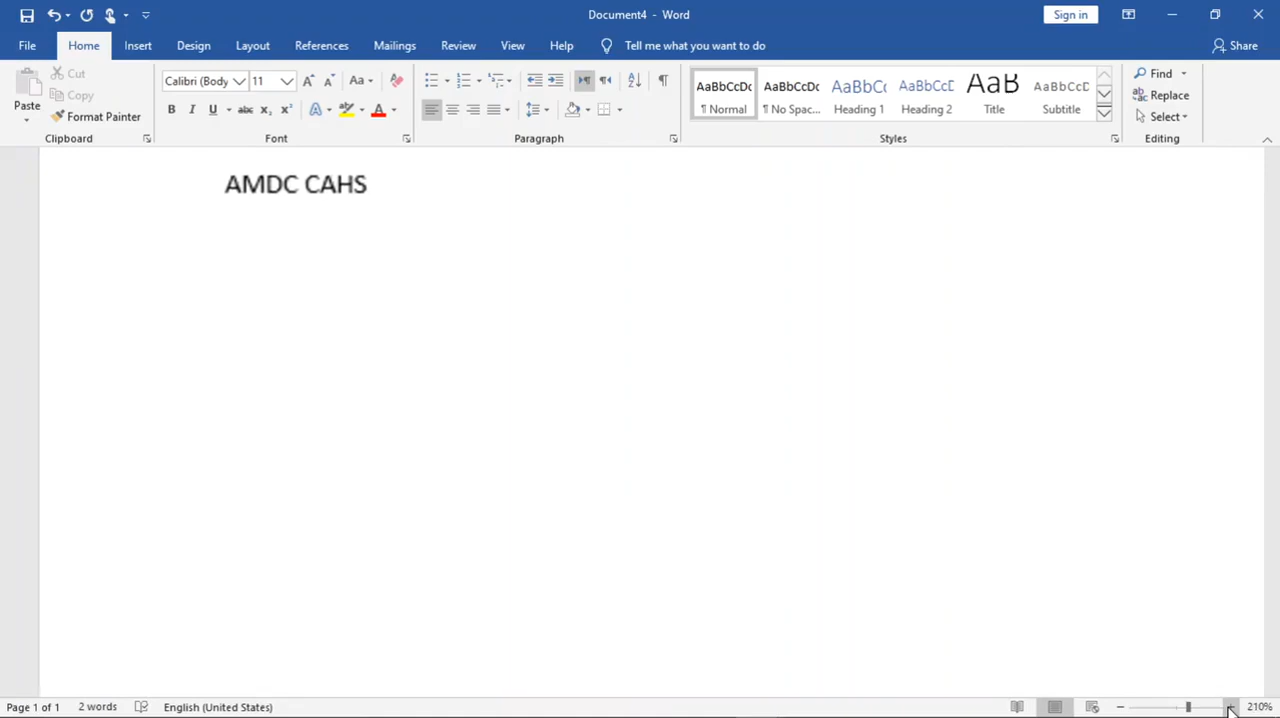 Document4 - Word
Sign in
File Home Insert Design Layout References Mailings Review View Help Tell me what you want to do Share
Paste
Cut
Copy
Format Painter
Clipboard
Calibri (Body 11
Font
Paragraph
AaBbCcDc AaBbCcDc AaBbCc AaBbCcD AaB AaBbCcD
¶ Normal ¶ No Spac... Heading 1 Heading 2 Title Subtitle
Styles
Find
Replace
Select
Editing
AMDC CAHS
Page 1 of 1 2 words English (United States) 210%